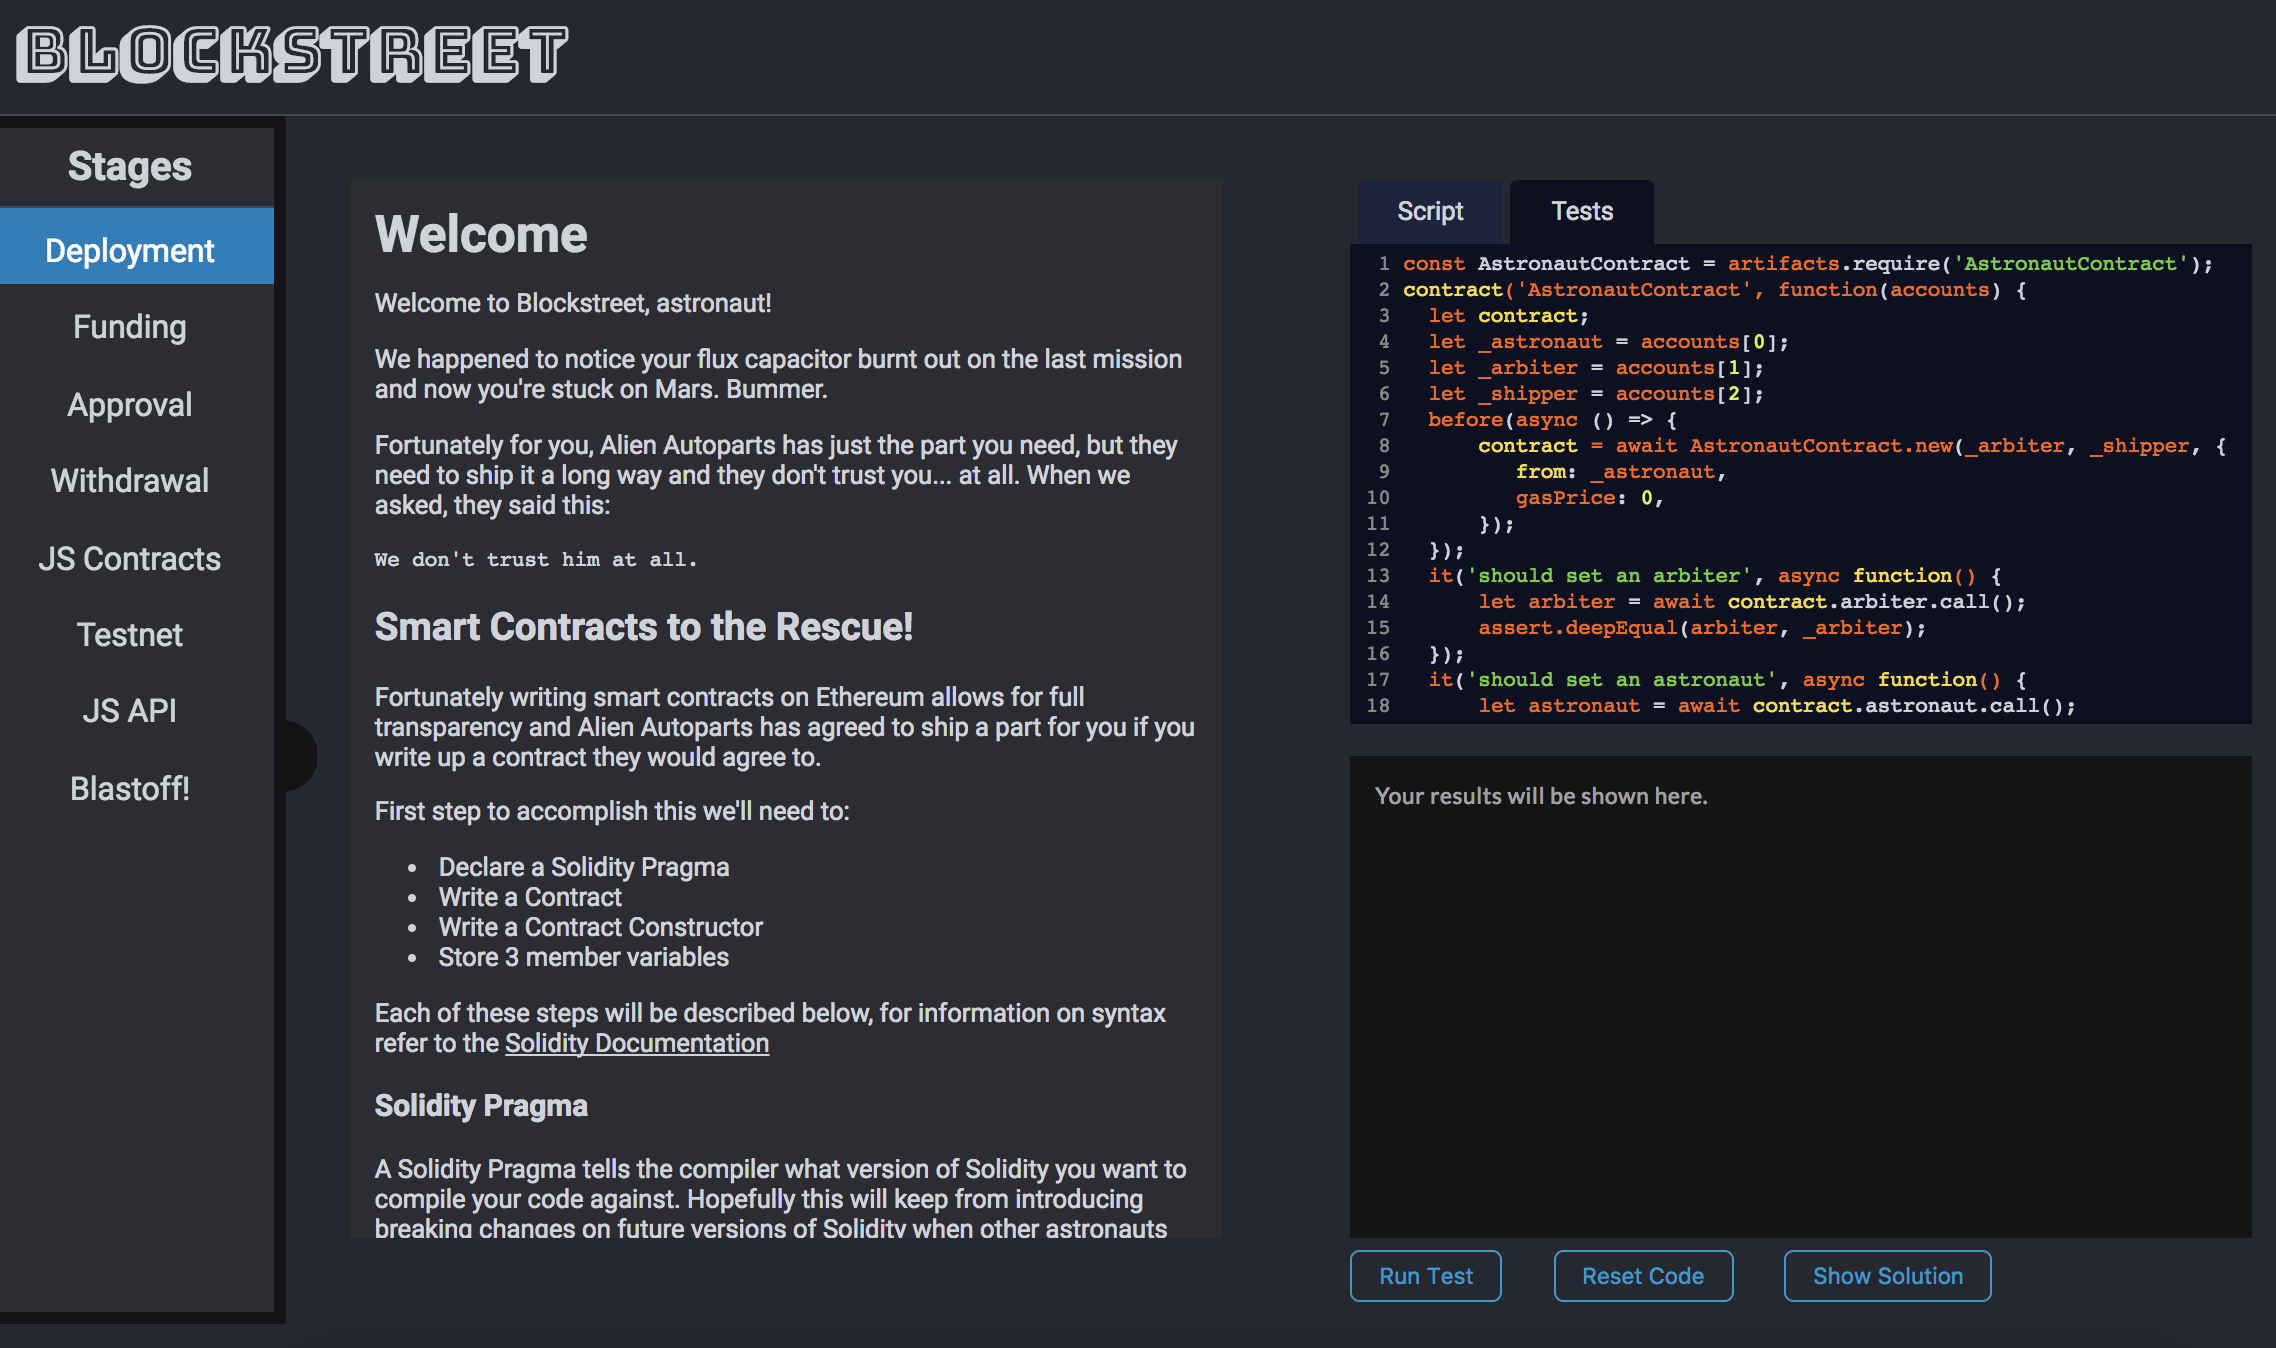 BLOCKSTREET
Stages
Deployment
Funding
Approval
Withdrawal
JS Contracts
Testnet
JS API
Blastoff!
Welcome
Welcome to Blockstreet, astronaut!
We happened to notice your flux capacitor burnt out on the last mission
and now you're stuck on Mars. Bummer.
Fortunately for you, Alien Autoparts has just the part you need, but they
need to ship it a long way and they don't trust you... at all. When we
asked, they said this:
We don't trust him at all.
Smart Contracts to the Rescue!
Fortunately writing smart contracts on Ethereum allows for full
transparency and Alien Autoparts has agreed to ship a part for you if you
write up a contract they would agree to.
First step to accomplish this we'll need to:
• Declare a Solidity Pragma
• Write a Contract
• Write a Contract Constructor
• Store 3 member variables
Each of these steps will be described below, for information on syntax
refer to the Solidity Documentation
Solidity Pragma
A Solidity Pragma tells the compiler what version of Solidity you want to
compile your code against. Hopefully this will keep from introducing
breaking changes on future versions of Solidity when other astronauts
Script
Tests
1 const AstronautContract = artifacts.require('AstronautContract');
2 contract('AstronautContract', function(accounts) {
3   let contract;
4   let _astronaut = accounts[0];
5   let _arbiter = accounts[1];
6   let _shipper = accounts[2];
7   before(async () => {
8       contract = await AstronautContract.new(_arbiter, _shipper, {
9          from: _astronaut,
10          gasPrice: 0,
11       });
12   });
13   it('should set an arbiter', async function() {
14       let arbiter = await contract.arbiter.call();
15       assert.deepEqual(arbiter, _arbiter);
16   });
17   it('should set an astronaut', async function() {
18       let astronaut = await contract.astronaut.call();
Your results will be shown here.
Run Test
Reset Code
Show Solution